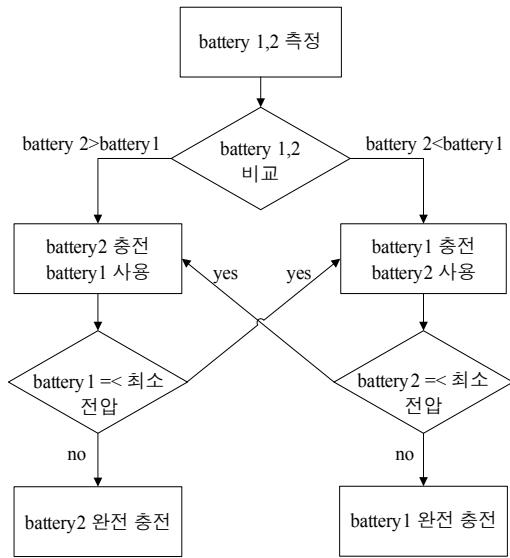 battery 1,2 측정
battery 2>battery1
battery 2<battery1
battery 1,2
비교
battery2 충전
battery1 사용
battery1 충전
battery2 사용
yes
yes
battery1 =< 최소
전압
battery2 =< 최소
전압
no
no
battery2 완전 충전
battery1 완전 충전